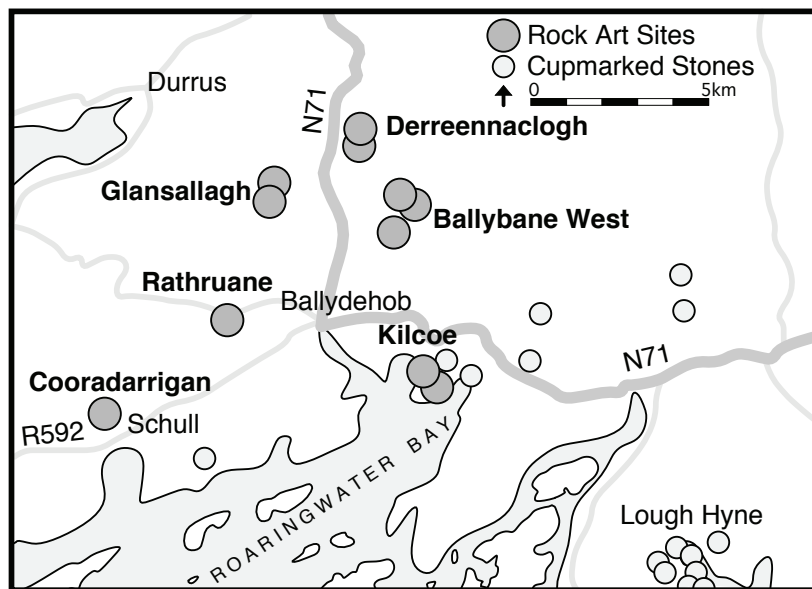 Rock Art Sites
Cupmarked Stones
0 5km
Durrus
N71
Derreennaclogh
Glansallagh
Ballybane West
Rathruane
Ballydehob
Kilcoe
N71
Cooradarrigan
R592
Schull
ROARINGWATER BAY
Lough Hyne